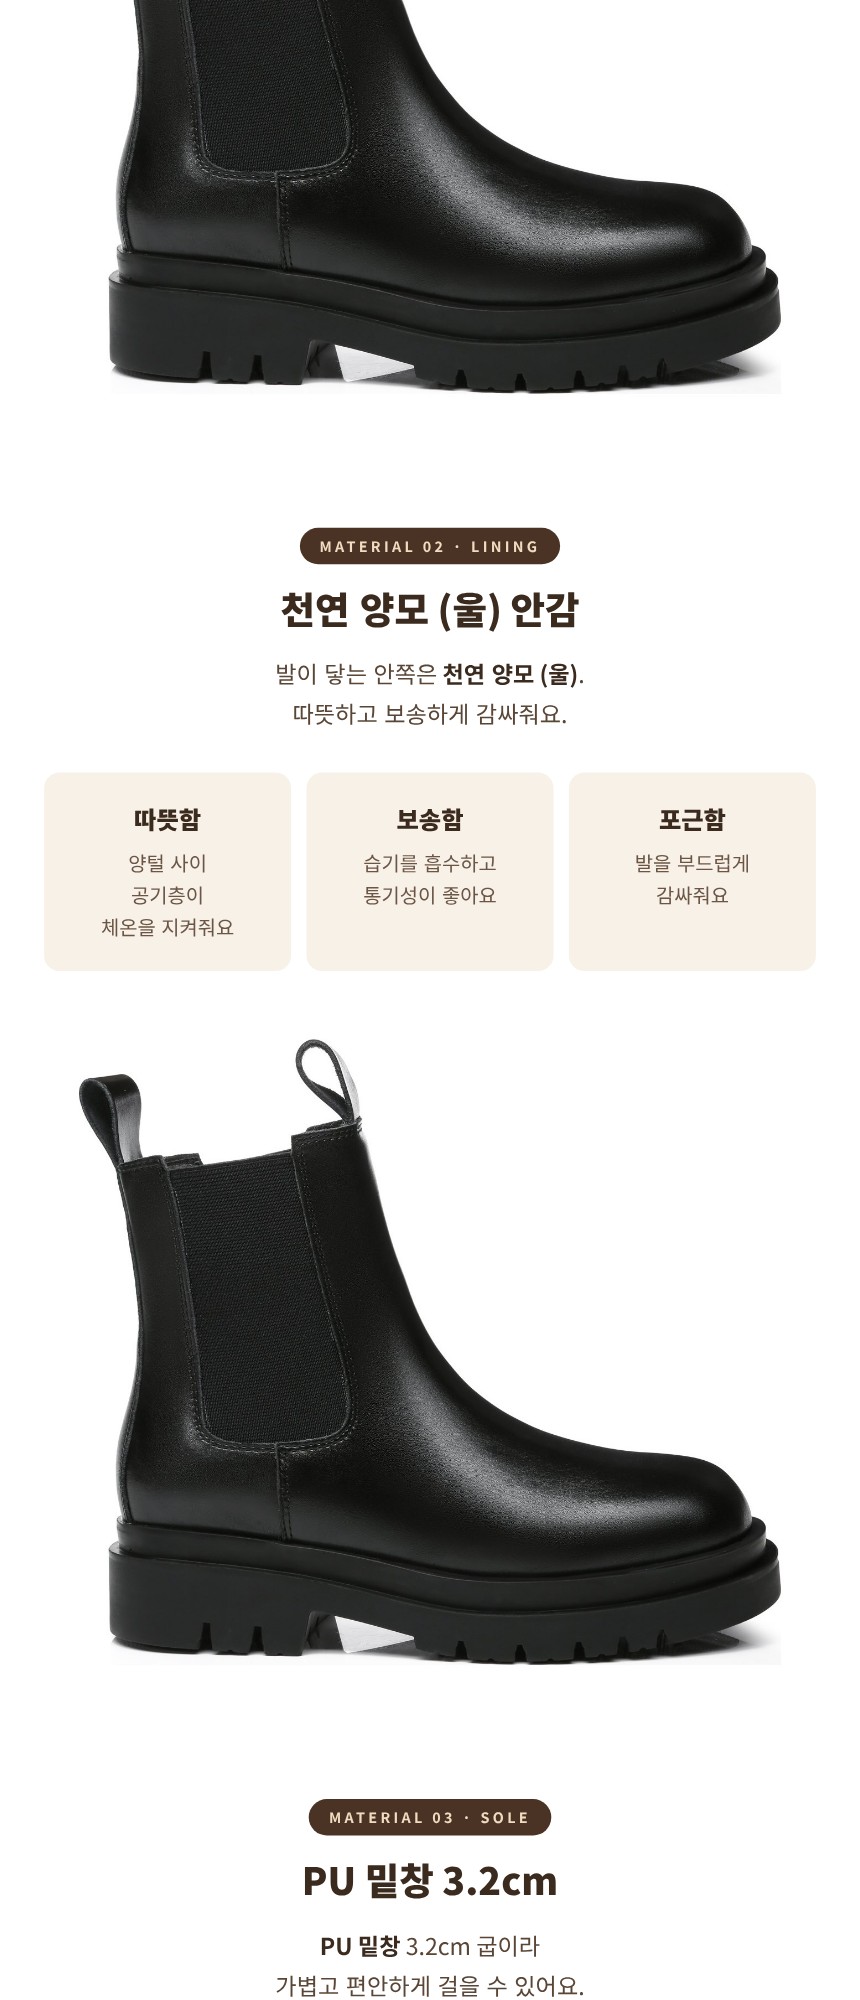 MATERIAL 02 · LINING
천연 양모 (울) 안감
발이 닿는 안쪽은 천연 양모 (울).
따뜻하고 보송하게 감싸줘요.
따뜻함
양털 사이
공기층이
체온을 지켜줘요
보송함
습기를 흡수하고
통기성이 좋아요
포근함
발을 부드럽게
감싸줘요
MATERIAL 03 · SOLE
PU 밑창 3.2cm
PU 밑창 3.2cm 굽이라
가볍고 편안하게 걸을 수 있어요.